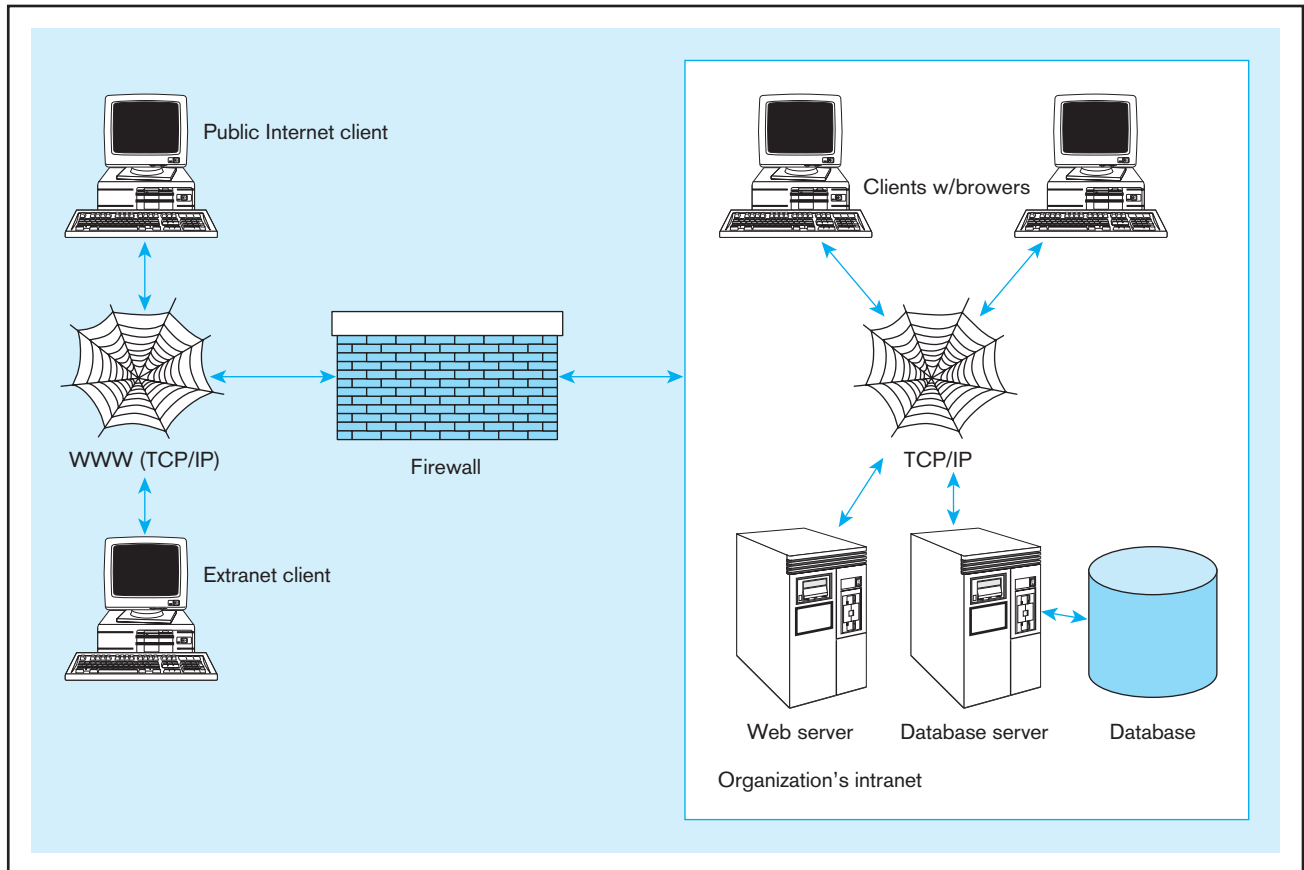 Public Internet client
Clients w/browers
WWW (TCP/IP)
Firewall
TCP/IP
Extranet client
Web server
Database server
Database
Organization's intranet